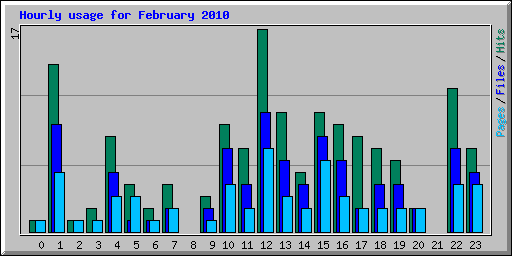 Hourly usage for February 2010
17
Pages / Files / Hits
0 1 2 3 4 5 6 7 8 9 10 11 12 13 14 15 16 17 18 19 20 21 22 23